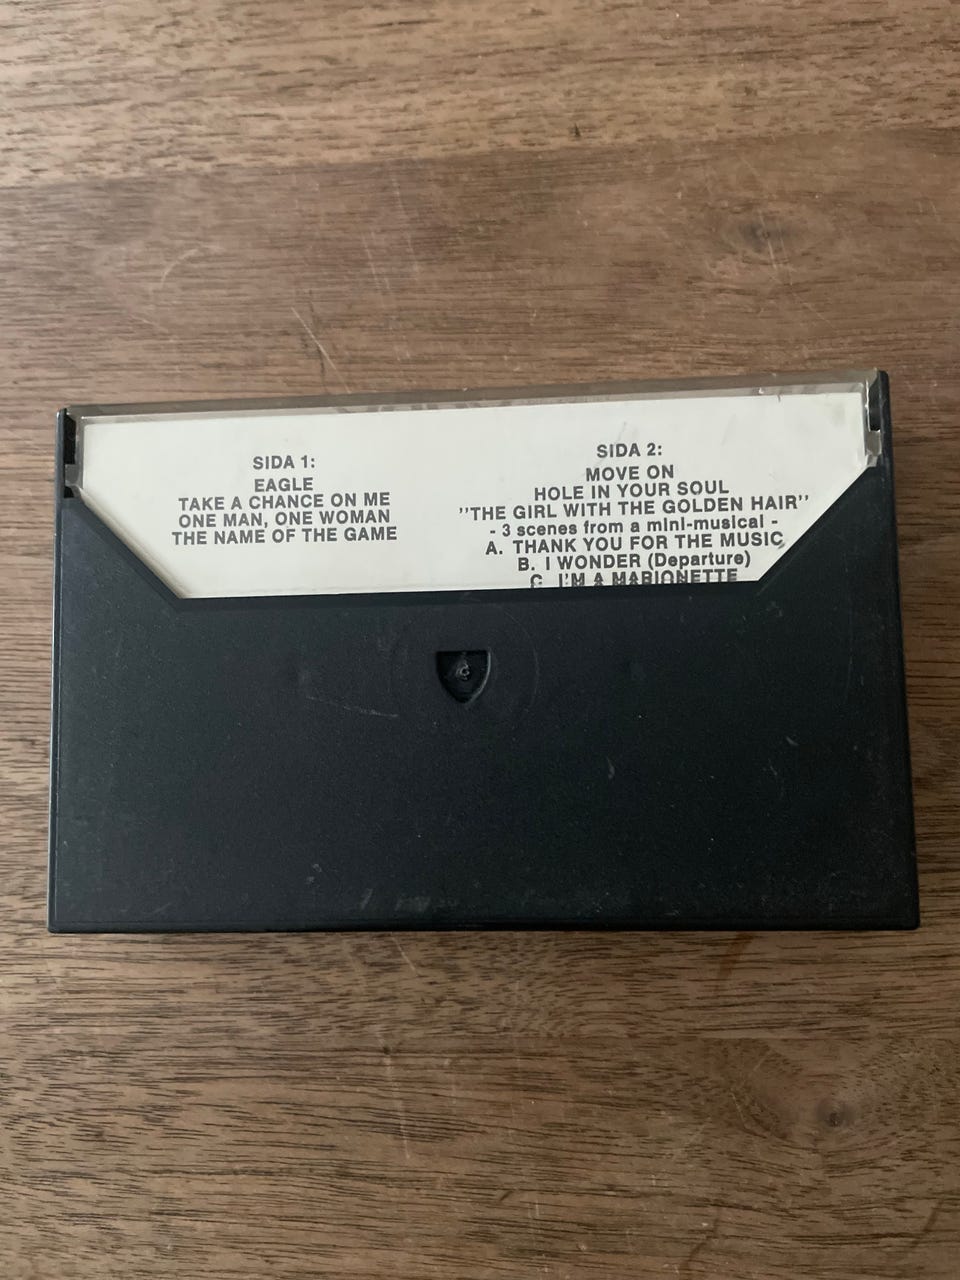 SIDA 1:
EAGLE
TAKE A CHANCE ON ME
ONE MAN, ONE WOMAN
THE NAME OF THE GAME
SIDA 2:
MOVE ON
HOLE IN YOUR SOUL
''THE GIRL WITH THE GOLDEN HAIR''
- 3 scenes from a mini-musical -
A. THANK YOU FOR THE MUSIC
B. I WONDER (Departure)
C. I'M A MARIONETTE